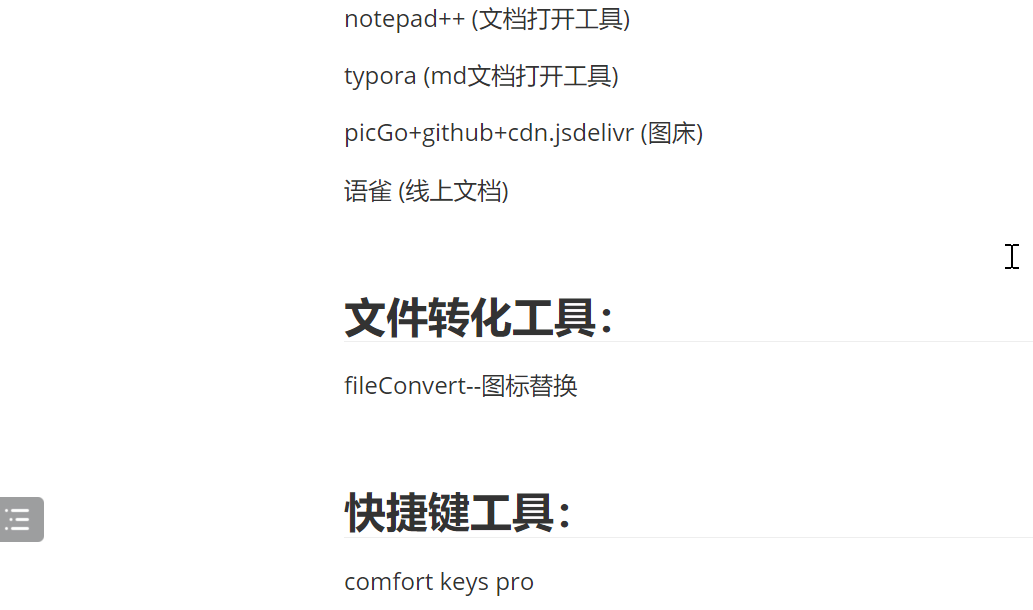 notepad++ (文档打开工具)
typora (md文档打开工具)
picGo+github+cdn.jsdelivr (图床)
语雀 (线上文档)
文件转化工具：
fileConvert--图标替换
快捷键工具：
comfort keys pro